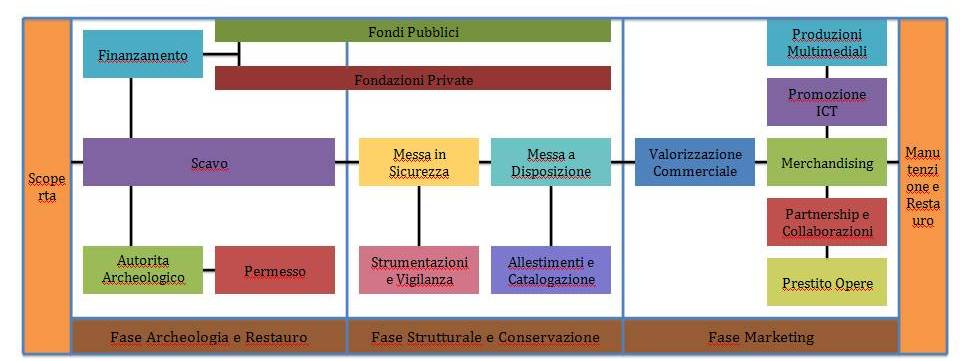 Scope
rta
Finanzamento
Fondi Pubblici
Fondazioni Private
Scavo
Autorita
Archeologico
Permesso
Messa in
Sicurezza
Messa a
Disposizione
Strumentazioni
e Vigilanza
Allestimenti e
Catalogazione
Valorizzazione
Commerciale
Produzioni
Multimediali
Promozione
ICT
Merchandising
Partnership e
Collaborazioni
Prestito Opere
Manu
tenzi
one e
Resta
uro
Fase Archeologia e Restauro
Fase Strutturale e Conservazione
Fase Marketing